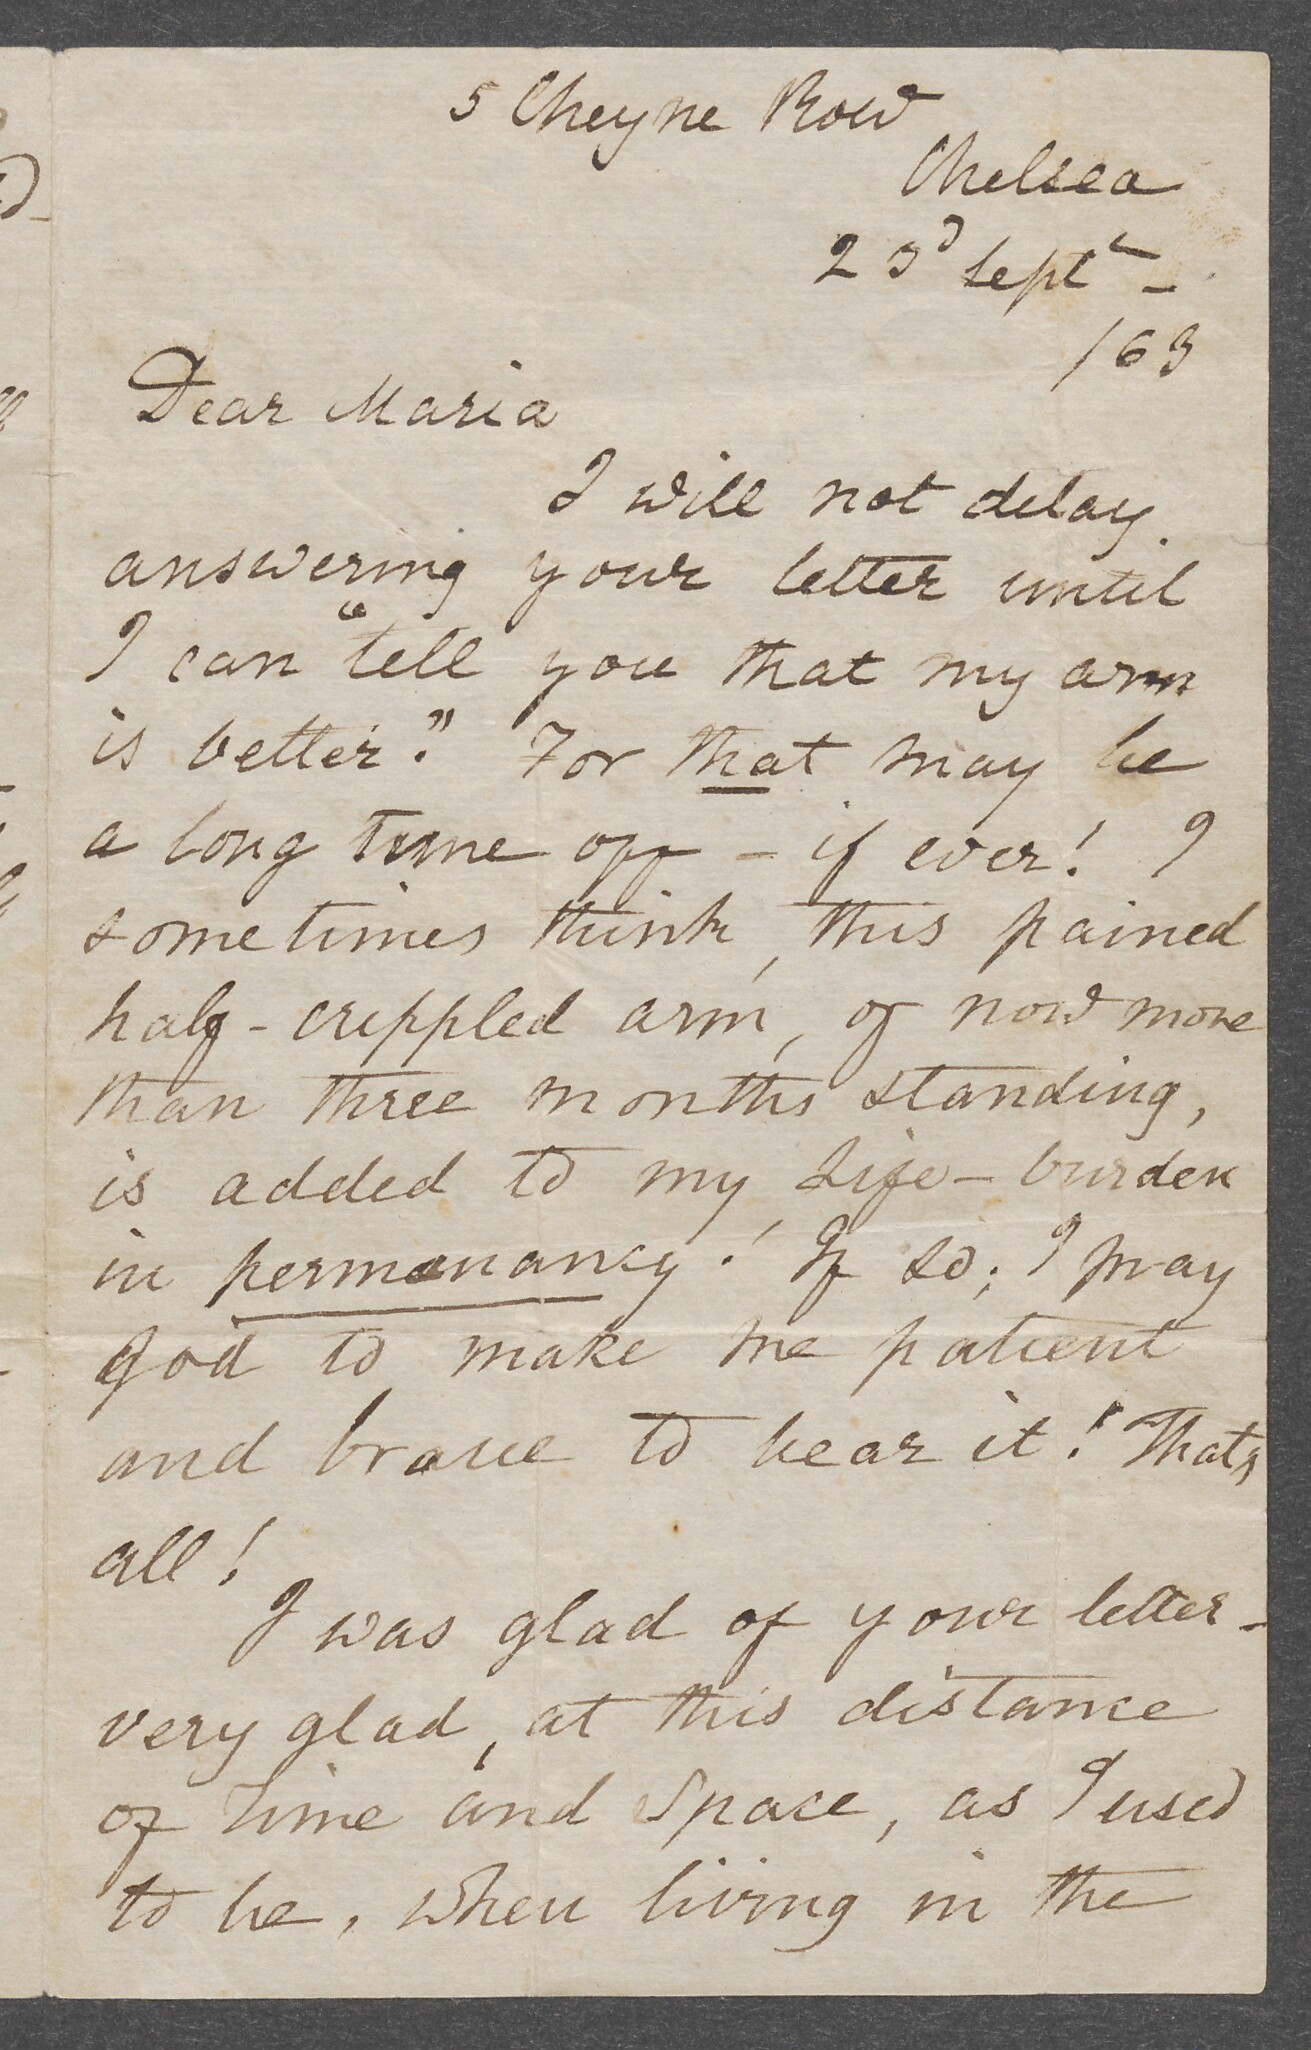 5 Cheyne Row
Chelsea
23d Sept r —
/63
Dear Maria
I will not delay
answering your letter until
I can "tell you that my arm
is better." For that may be
a long time off – if ever! I
sometimes think, this pained
half-crippled arm, of now more
than three months standing,
is added to my Life-burden
in permanancy! If so; I pray
God to make me patient
and brave to bear it! Thats
all!
I was glad of your letter –
very glad, at this distance
of Time and Space, as I used
to be, when living in the